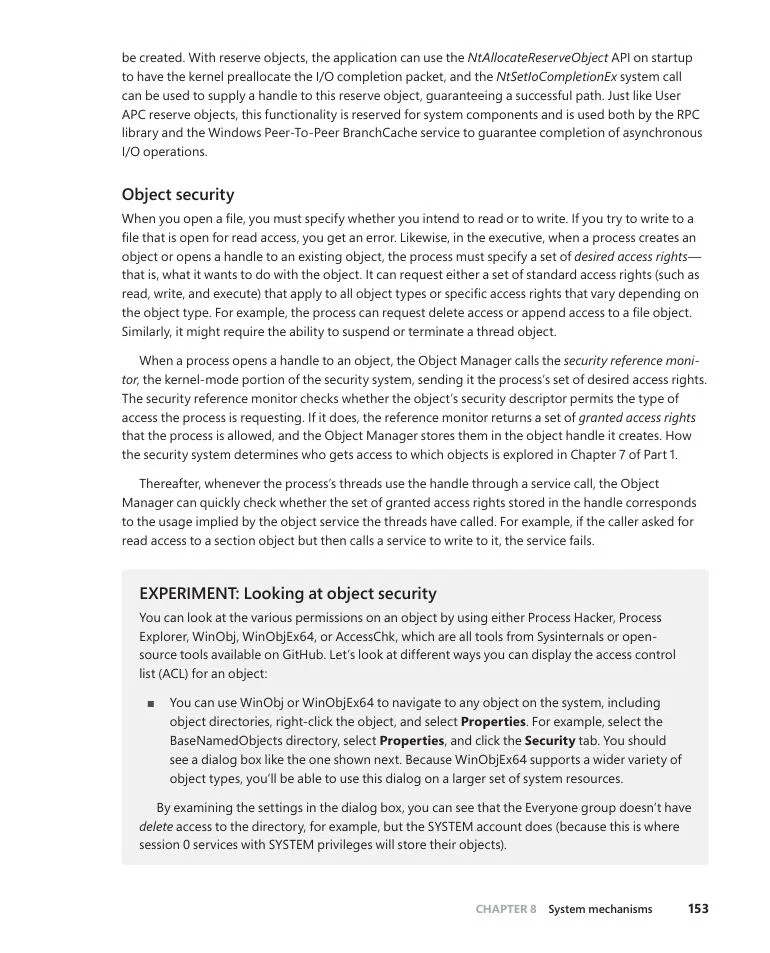 be created. With reserve objects, the application can use the NtAllocateReserveObject API on startup
to have the kernel preallocate the I/O completion packet, and the NtSetIoCompletionEx system call
can be used to supply a handle to this reserve object, guaranteeing a successful path. Just like User
APC reserve objects, this functionality is reserved for system components and is used both by the RPC
library and the Windows Peer-To-Peer BranchCache service to guarantee completion of asynchronous
I/O operations.
Object security
When you open a file, you must specify whether you intend to read or to write. If you try to write to a
file that is open for read access, you get an error. Likewise, in the executive, when a process creates an
object or opens a handle to an existing object, the process must specify a set of desired access rights—
that is, what it wants to do with the object. It can request either a set of standard access rights (such as
read, write, and execute) that apply to all object types or specific access rights that vary depending on
the object type. For example, the process can request delete access or append access to a file object.
Similarly, it might require the ability to suspend or terminate a thread object.
When a process opens a handle to an object, the Object Manager calls the security reference moni-
tor, the kernel-mode portion of the security system, sending it the process's set of desired access rights.
The security reference monitor checks whether the object's security descriptor permits the type of
access the process is requesting. If it does, the reference monitor returns a set of granted access rights
that the process is allowed, and the Object Manager stores them in the object handle it creates. How
the security system determines who gets access to which objects is explored in Chapter 7 of Part 1.
Thereafter, whenever the process's threads use the handle through a service call, the Object
Manager can quickly check whether the set of granted access rights stored in the handle corresponds
to the usage implied by the object service the threads have called. For example, if the caller asked for
read access to a section object but then calls a service to write to it, the service fails.
EXPERIMENT: Looking at object security
You can look at the various permissions on an object by using either Process Hacker, Process
Explorer, WinObj, WinObjEx64, or AccessChk, which are all tools from Sysinternals or open-
source tools available on GitHub. Let's look at different ways you can display the access control
list (ACL) for an object:
■ You can use WinObj or WinObjEx64 to navigate to any object on the system, including
object directories, right-click the object, and select Properties. For example, select the
BaseNamedObjects directory, select Properties, and click the Security tab. You should
see a dialog box like the one shown next. Because WinObjEx64 supports a wider variety of
object types, you'll be able to use this dialog on a larger set of system resources.
By examining the settings in the dialog box, you can see that the Everyone group doesn't have
delete access to the directory, for example, but the SYSTEM account does (because this is where
session 0 services with SYSTEM privileges will store their objects).
CHAPTER 8 System mechanisms 153